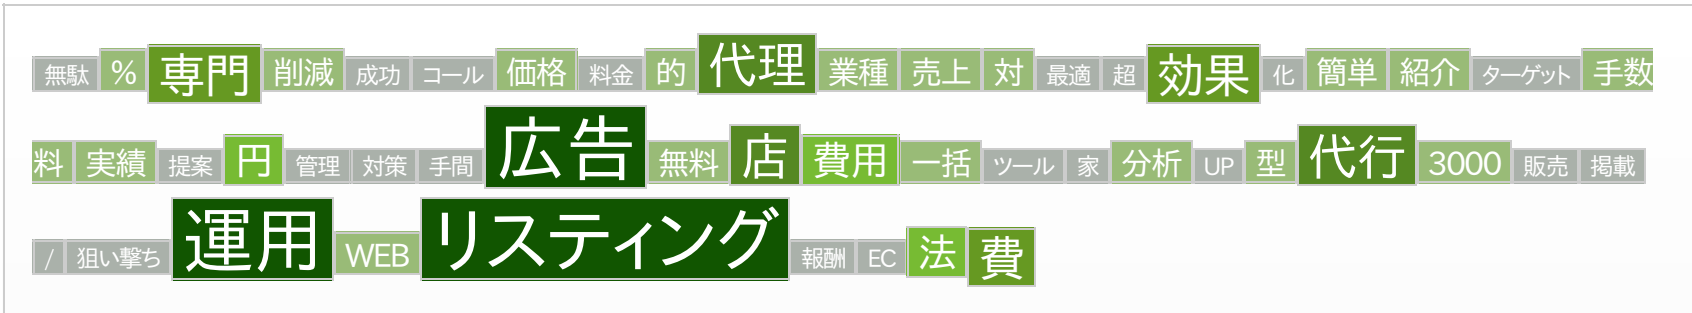 無駄 % 専門 削減 成功 コール 価格 料金 的 代理 業種 売上 対 最適 超 効果 化 簡単 紹介 ターゲット 手数
料 実績 提案 円 管理 対策 手間 広告 無料 店 費用 一括 ツール 家 分析 UP 型 代行 3000 販売 掲載
/ 狙い撃ち 運用 WEB リスティング 報酬 EC 法 費